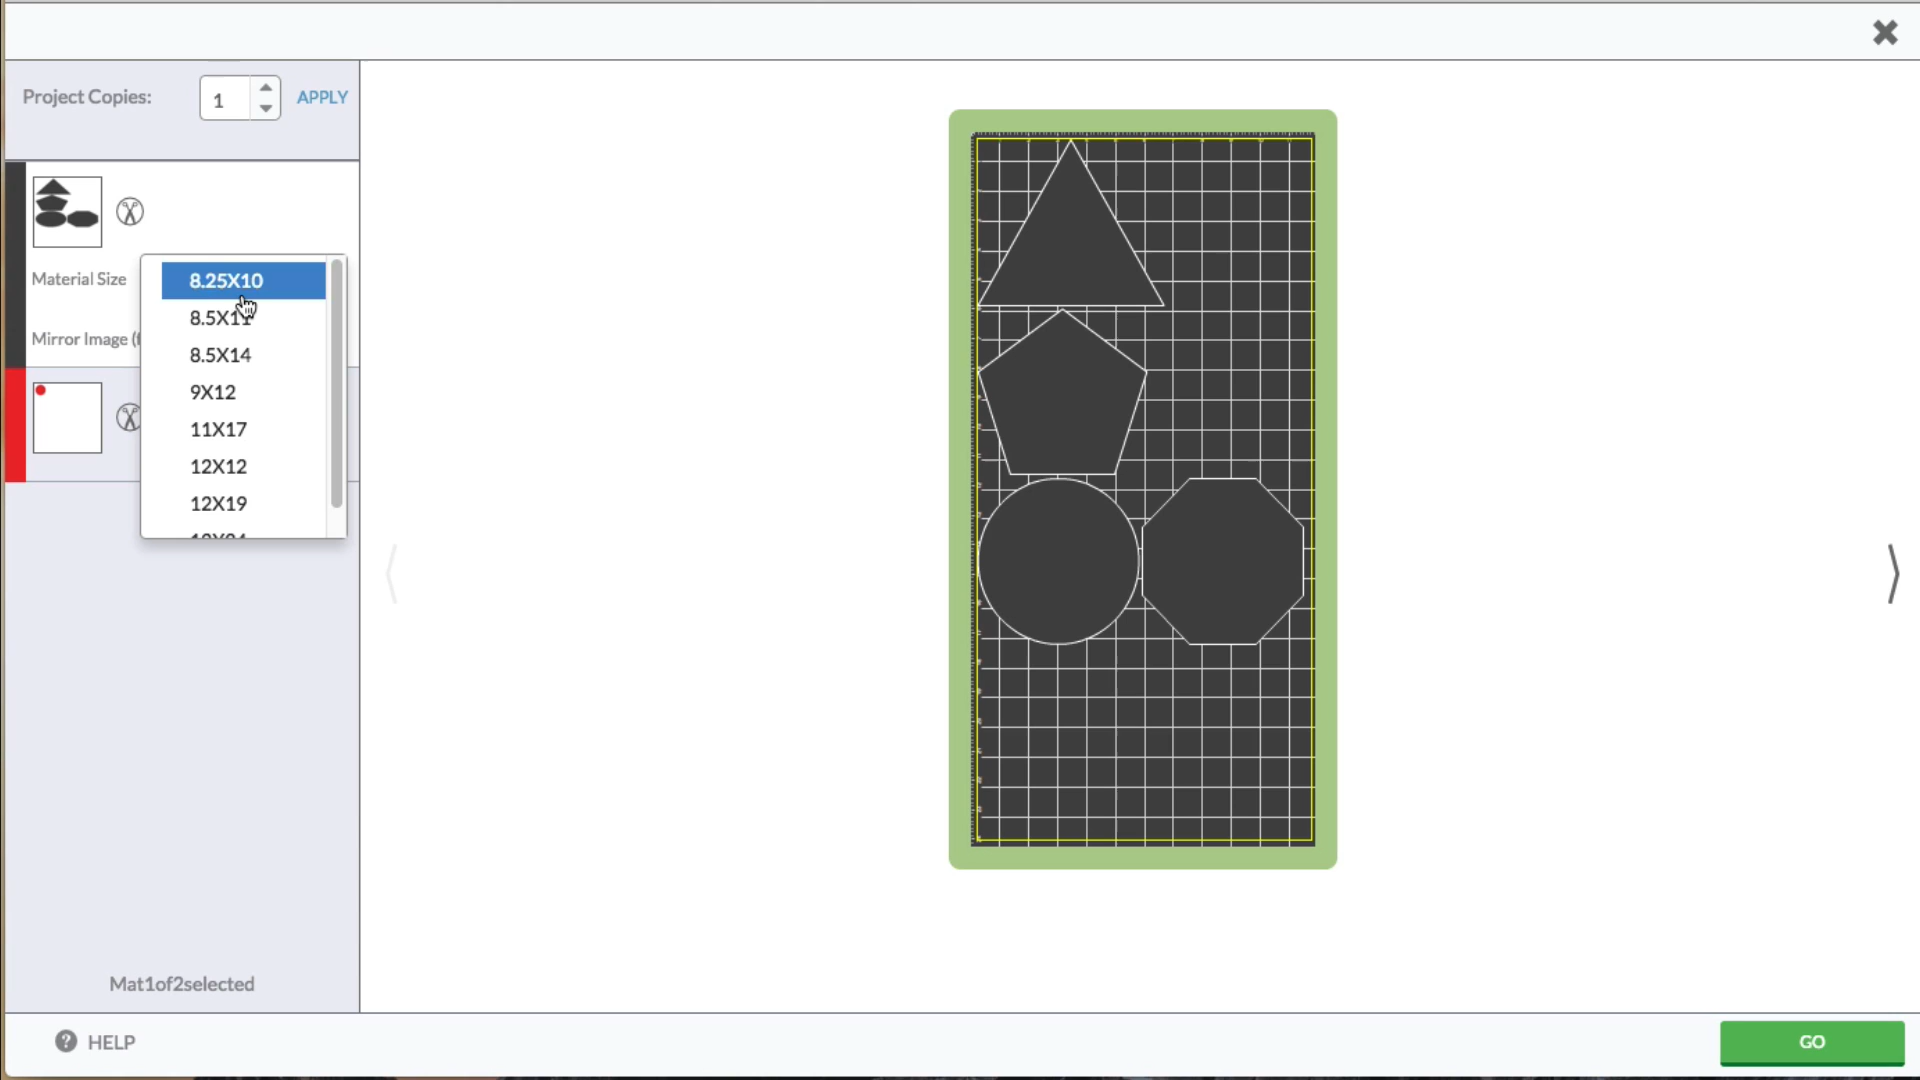 Project Copies:
1
APPLY
Material Size
8.25X10
8.5X11
8.5X14
9X12
11X17
12X12
12X19
Mirror Image (
Mat1of2selected
HELP
GO